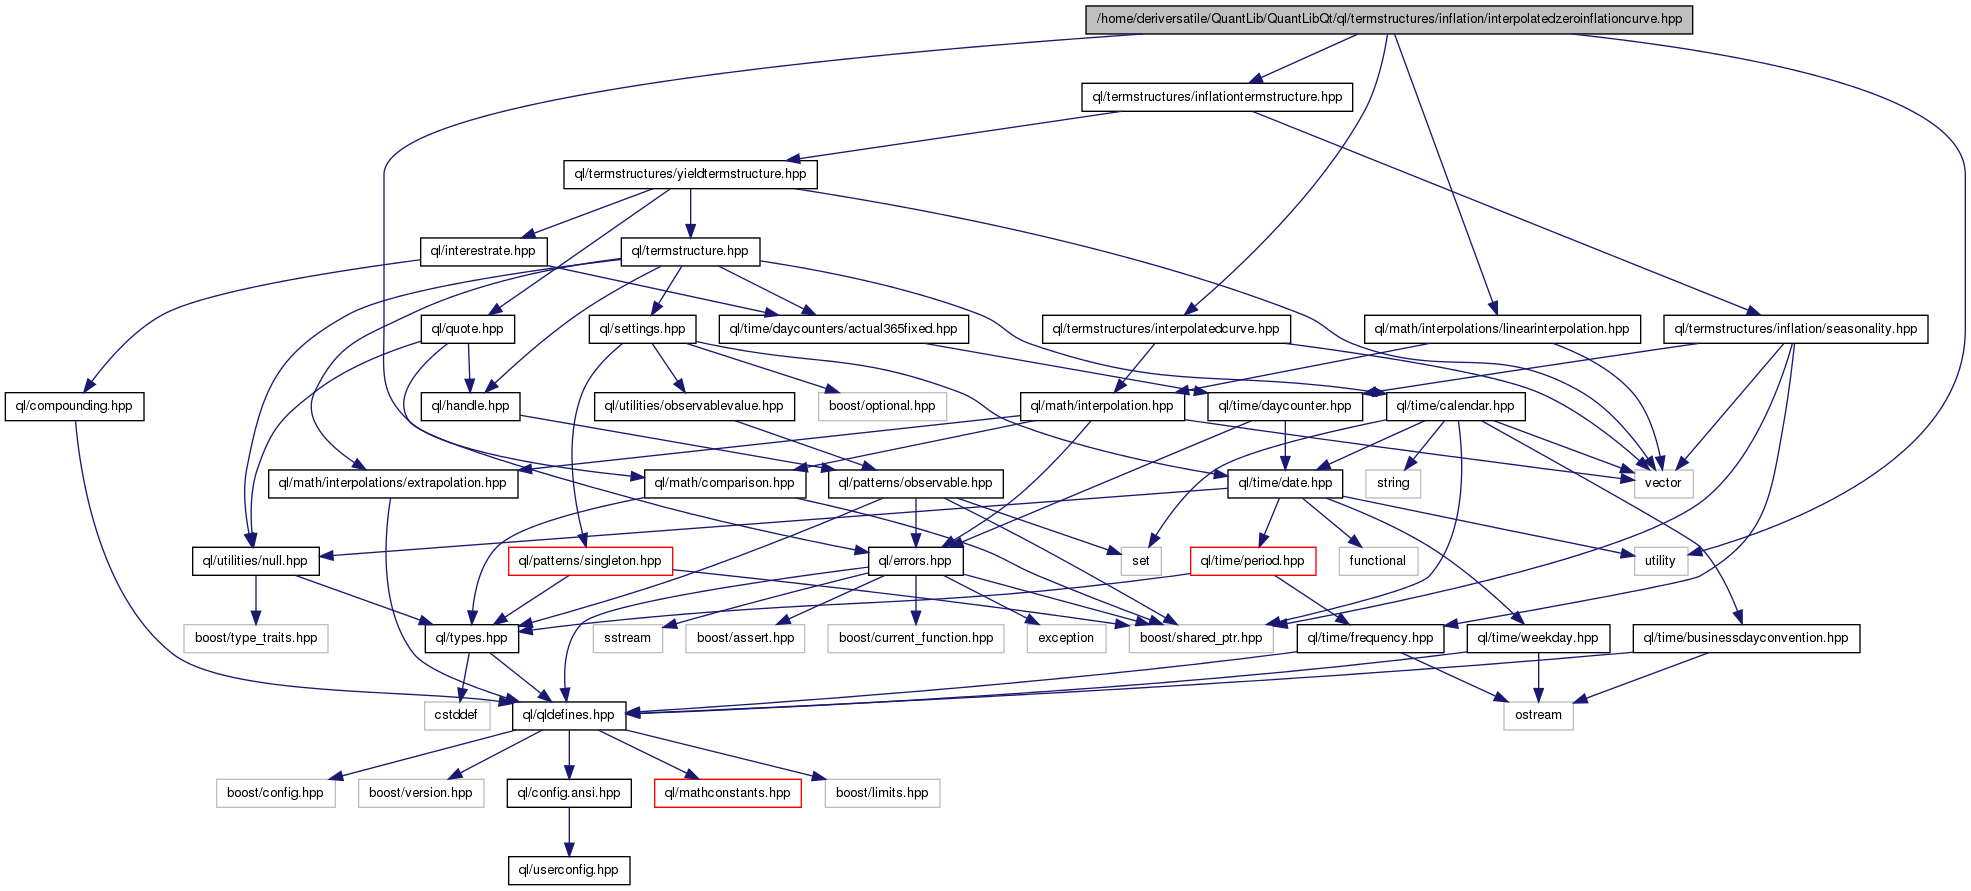 /home/deriversatile/QuantLib/QuantLibQt/ql/termstructures/inflation/interpolatedzeroinflationcurve.hpp
ql/termstructures/inflationtermstructure.hpp
ql/termstructures/yieldtermstructure.hpp
ql/interestrate.hpp
ql/termstructure.hpp
ql/quote.hpp
ql/settings.hpp
ql/time/daycounters/actual365fixed.hpp
ql/termstructures/interpolatedcurve.hpp
ql/math/interpolations/linearinterpolation.hpp
ql/termstructures/inflation/seasonality.hpp
ql/compounding.hpp
ql/handle.hpp
ql/utilities/observablevalue.hpp
boost/optional.hpp
ql/math/interpolation.hpp
ql/time/daycounter.hpp
ql/time/calendar.hpp
ql/math/interpolations/extrapolation.hpp
ql/math/comparison.hpp
ql/patterns/observable.hpp
ql/time/date.hpp
string
vector
ql/utilities/null.hpp
ql/patterns/singleton.hpp
ql/errors.hpp
set
ql/time/period.hpp
functional
utility
boost/type_traits.hpp
ql/types.hpp
sstream
boost/assert.hpp
boost/current_function.hpp
exception
boost/shared_ptr.hpp
ql/time/frequency.hpp
ql/time/weekday.hpp
ql/time/businessdayconvention.hpp
cstddef
ql/qldefines.hpp
ostream
boost/config.hpp
boost/version.hpp
ql/config.ansi.hpp
ql/mathconstants.hpp
boost/limits.hpp
ql/userconfig.hpp